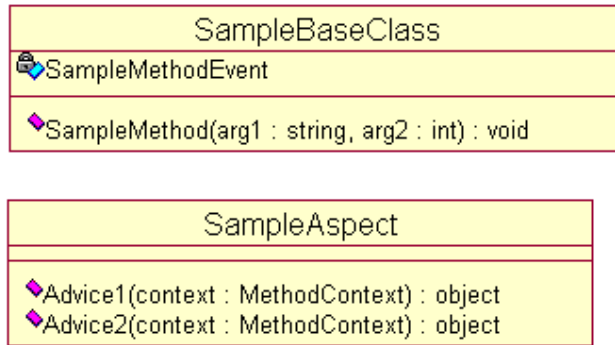 SampleBaseClass
SampleMethodEvent
SampleMethod(arg1 : string, arg2 : int) : void
SampleAspect
Advice1(context : MethodContext) : object
Advice2(context : MethodContext) : object